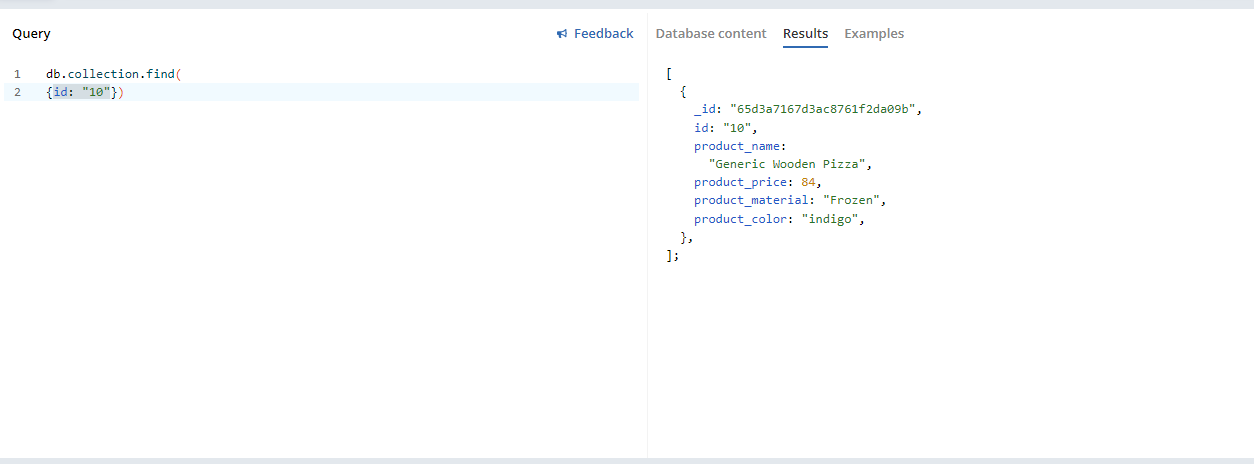 Query
Feedback
1 db.collection.find(
2 {id: "10"})
Database content Results Examples
[
{
_id: "65d3a7167d3ac8761f2da09b",
id: "10",
product_name:
"Generic Wooden Pizza",
product_price: 84,
product_material: "Frozen",
product_color: "indigo",
},
];